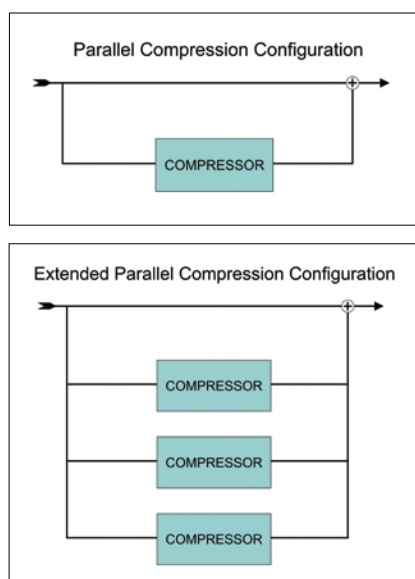 Parallel Compression Configuration
COMPRESSOR
Extended Parallel Compression Configuration
COMPRESSOR
COMPRESSOR
COMPRESSOR